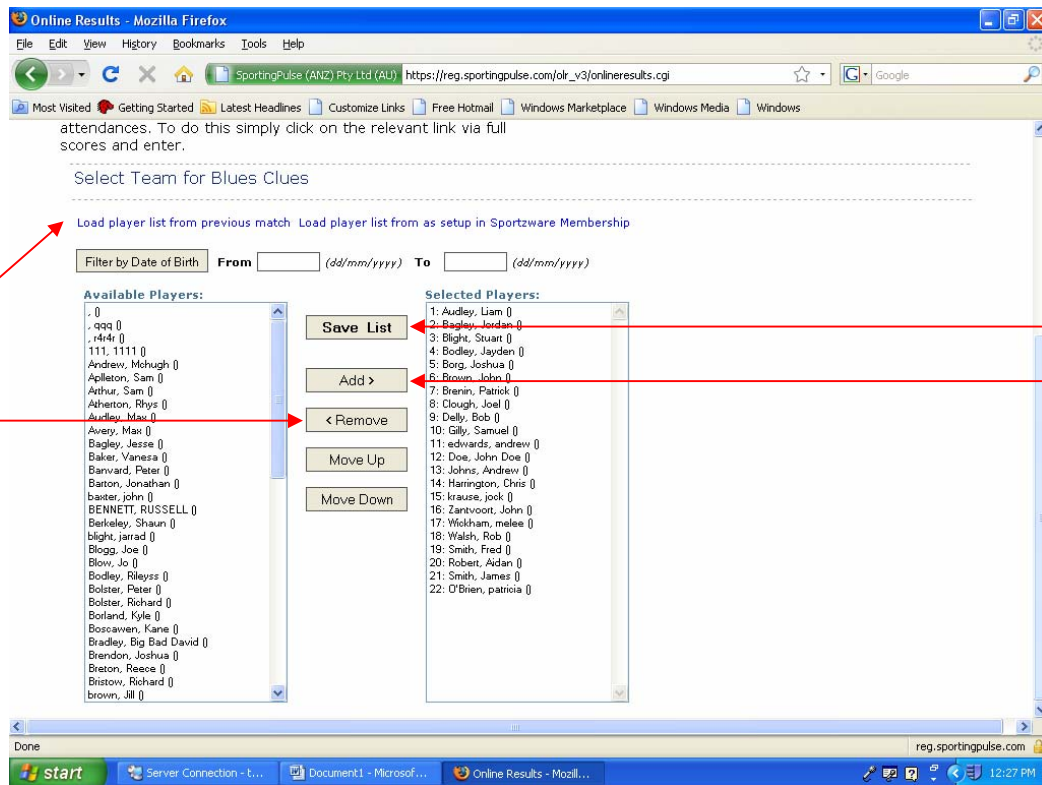 Online Results - Mozilla Firefox
File Edit View History Bookmarks Tools Help
SportingPulse (ANZ) Pty Ltd (AU) https://reg.sportingpulse.com/olr_v3/onlineresults.cgi
G Google
Most Visited Getting Started Latest Headlines Customize Links Free Hotmail Windows Marketplace Windows Media Windows
attendances. To do this simply click on the relevant link via full
scores and enter.
Select Team for Blues Clues
Load player list from previous match Load player list from as setup in Sportzware Membership
Filter by Date of Birth From (dd/mm/yyyy) To (dd/mm/yyyy)
Available Players:
, ()
, qqq ()
, r4r4r ()
111, 1111 ()
Andrew, Mchugh ()
Aplleton, Sam ()
Arthur, Sam ()
Atherton, Rhys ()
Audley, Max ()
Avery, Max ()
Bagley, Jesse ()
Baker, Vanesa ()
Banvard, Peter ()
Barton, Jonathan ()
baxter, john ()
BENNETT, RUSSELL ()
Berkeley, Shaun ()
blight, jarrad ()
Blogg, Joe ()
Blow, Jo ()
Bodley, Rileyss ()
Bolster, Peter ()
Bolster, Richard ()
Borland, Kyle ()
Boscawen, Kane ()
Bradley, Big Bad David ()
Brendon, Joshua ()
Breton, Reece ()
Bristow, Richard ()
brown, Jill ()
Save List
Add >
< Remove
Move Up
Move Down
Selected Players:
1: Audley, Liam ()
2: Bagley, Jordan ()
3: Blight, Stuart ()
4: Bodley, Jayden ()
5: Borg, Joshua ()
6: Brown, John ()
7: Brenin, Patrick ()
8: Clough, Joel ()
9: Delly, Bob ()
10: Gilly, Samuel ()
11: edwards, andrew ()
12: Doe, John Doe ()
13: Johns, Andrew ()
14: Harrington, Chris ()
15: krause, jock ()
16: Zantvoort, John ()
17: Wickham, melee ()
18: Walsh, Rob ()
19: Smith, Fred ()
20: Robert, Aidan ()
21: Smith, James ()
22: O'Brien, patricia ()
Done reg.sportingpulse.com
start Server Connection - t... Document1 - Microsof... Online Results - Mozill... 12:27 PM